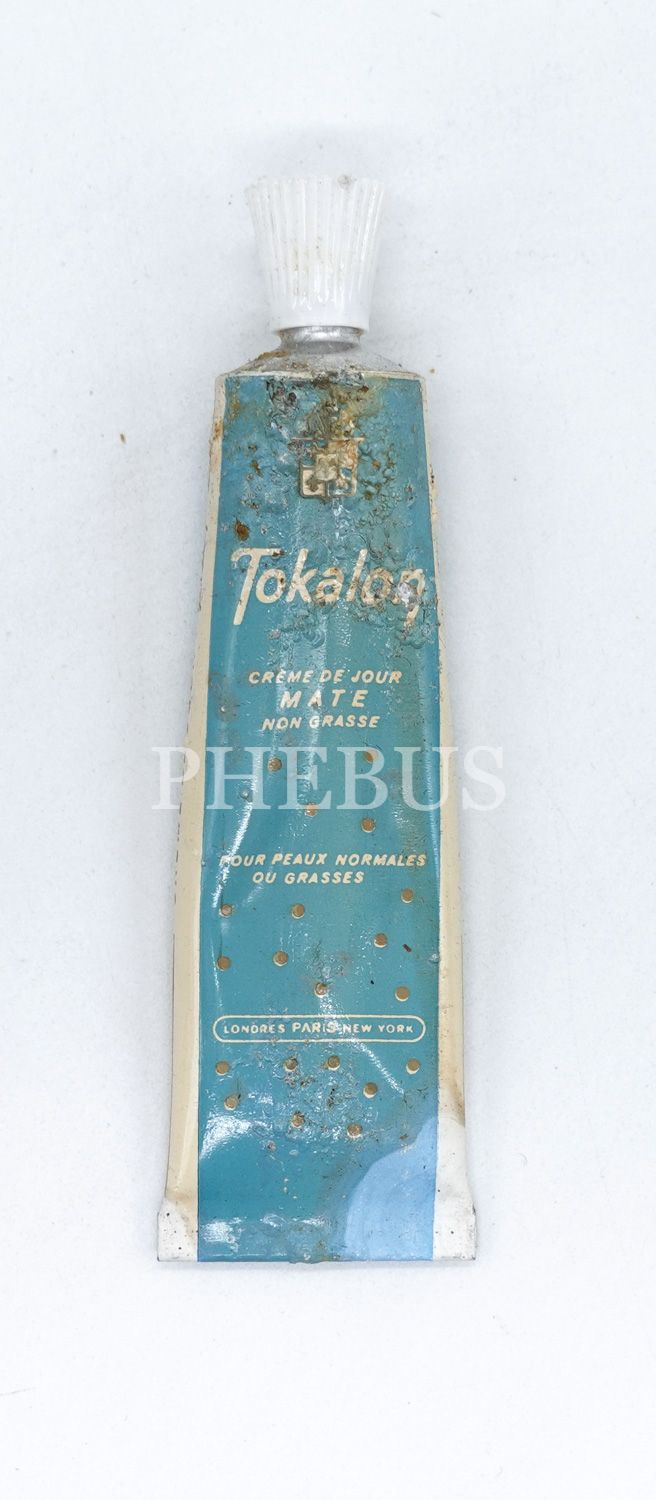 Tokalon
CRÈME DE JOUR
MATE
NON GRASSE
PHEBUS
POUR PEAUX NORMALES
OU GRASSES
LONDRES PARIS NEW YORK